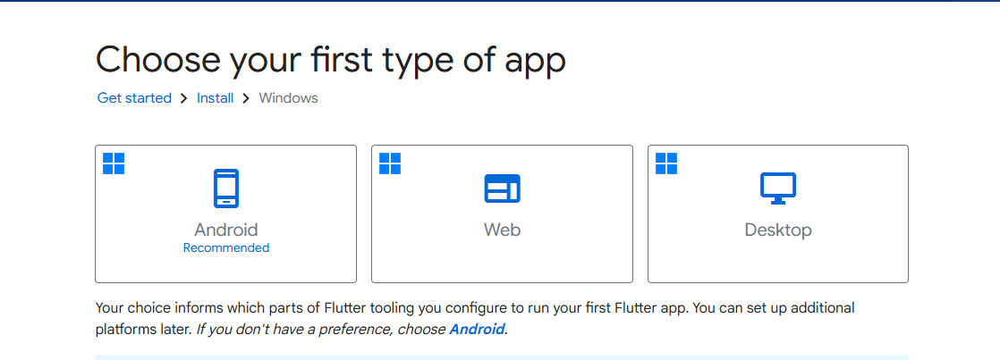 Choose your first type of app
Get started > Install > Windows
Android
Recommended
Web
Desktop
Your choice informs which parts of Flutter tooling you configure to run your first Flutter app. You can set up additional
platforms later. If you don't have a preference, choose Android.